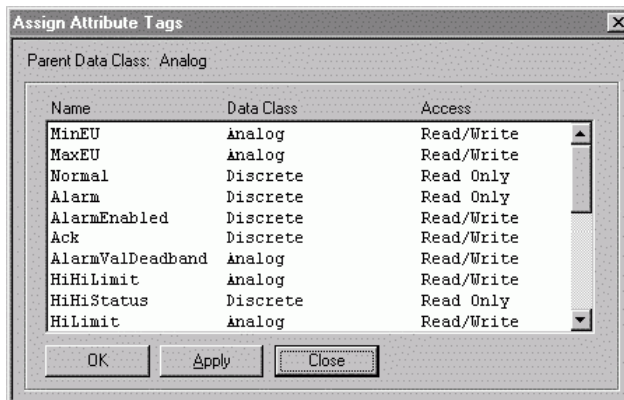 Assign Attribute Tags
Parent Data Class: Analog
Name Data Class Access
MinEU Analog Read/Write
MaxEU Analog Read/Write
Normal Discrete Read Only
Alarm Discrete Read Only
AlarmEnabled Discrete Read/Write
Ack Discrete Read/Write
AlarmValDeadband Analog Read/Write
HiHiLimit Analog Read/Write
HiHiStatus Discrete Read Only
HiLimit Analog Read/Write
OK Apply Close